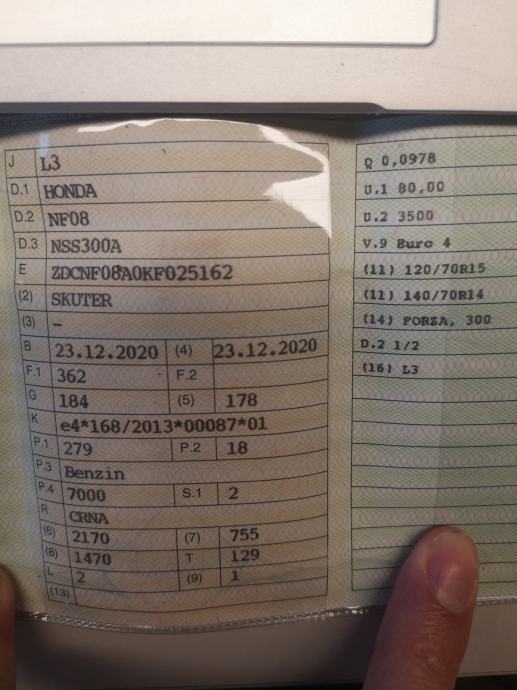 J L3
D.1 HONDA
D.2 NF08
D.3 NSS300A
E ZDCNF08A0KF025162
(2) SKUTER
(3) –
B 23.12.2020 (4) 23.12.2020
F.1 362 F.2
G 184 (5) 178
K e4*168/2013*00087*01
P.1 279 P.2 18
P.3 Benzin
P.4 7000 S.1 2
R CRNA
(6) 2170 (7) 755
(8) 1470 T 129
L 2 (9) 1
(13)
Q 0,0978
U.1 80,00
U.2 3500
V.9 Euro 4
(11) 120/70R15
(11) 140/70R14
(14) FORZA, 300
D.2 1/2
(16) L3